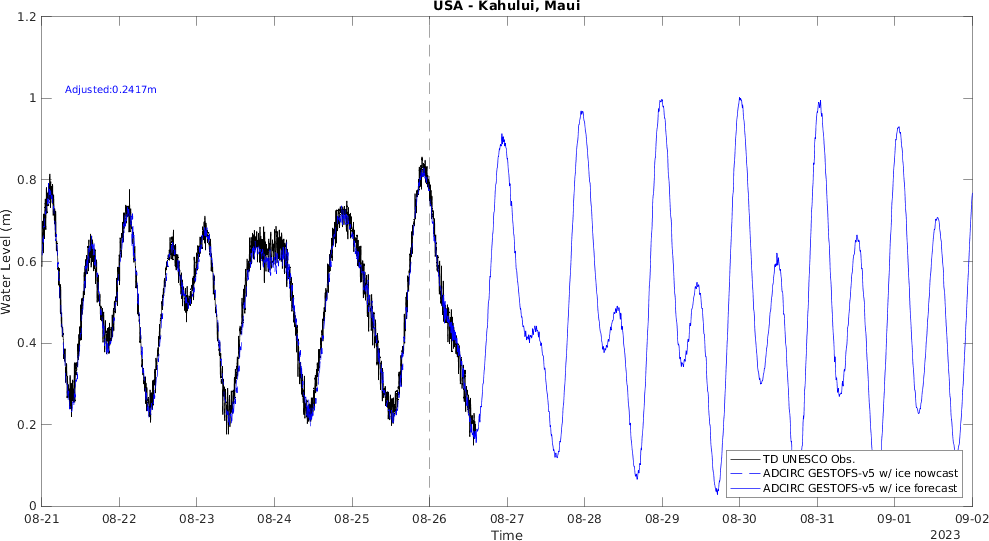 USA - Kahului, Maui
1.2
1
0.8
0.6
0.4
0.2
0
Water Level (m)
Adjusted:0.2417m
TD UNESCO Obs.
ADCIRC GESTOFS-v5 w/ ice nowcast
ADCIRC GESTOFS-v5 w/ ice forecast
08-21 08-22 08-23 08-24 08-25 08-26 08-27 08-28 08-29 08-30 08-31 09-01 09-02
Time
2023